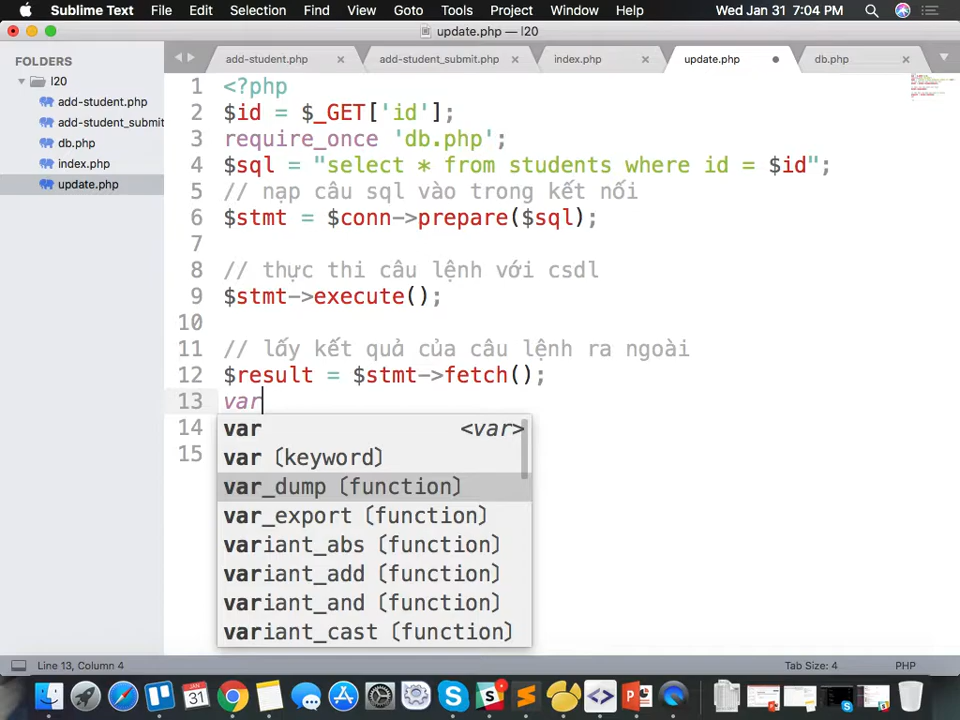 Sublime Text File Edit Selection Find View Goto Tools Project Window Help Wed Jan 31 7:04 PM
update.php — l20
FOLDERS
l20
add-student.php
add-student_submit
db.php
index.php
update.php
add-student.php × add-student_submit.php × index.php × update.php db.php ×
1 <?php
2 $id = $_GET['id'];
3 require_once 'db.php';
4 $sql = "select * from students where id = $id";
5 // nạp câu sql vào trong kết nối
6 $stmt = $conn->prepare($sql);
7
8 // thực thi câu lệnh với csdl
9 $stmt->execute();
10
11 // lấy kết quả của câu lệnh ra ngoài
12 $result = $stmt->fetch();
13 var
14
15
var <var>
var (keyword)
var_dump (function)
var_export (function)
variant_abs (function)
variant_add (function)
variant_and (function)
variant_cast (function)
Line 13, Column 4 Tab Size: 4 PHP